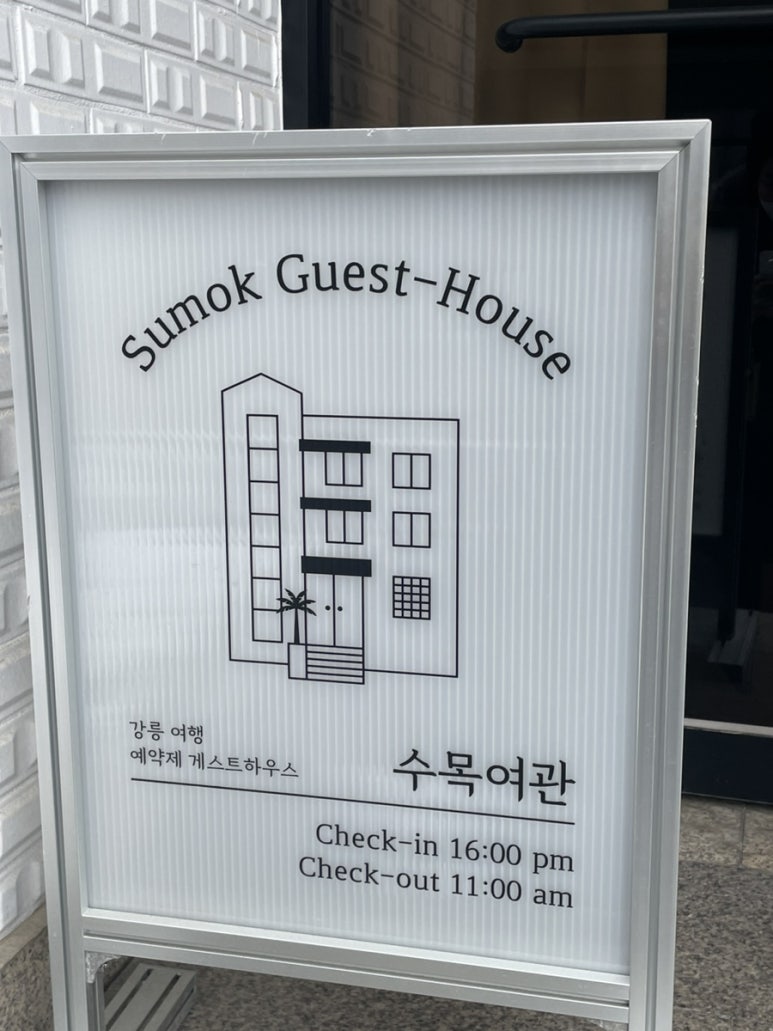 Sumok Guest-House
강릉 여행
예약제 게스트하우스
수목여관
Check-in 16:00 pm
Check-out 11:00 am